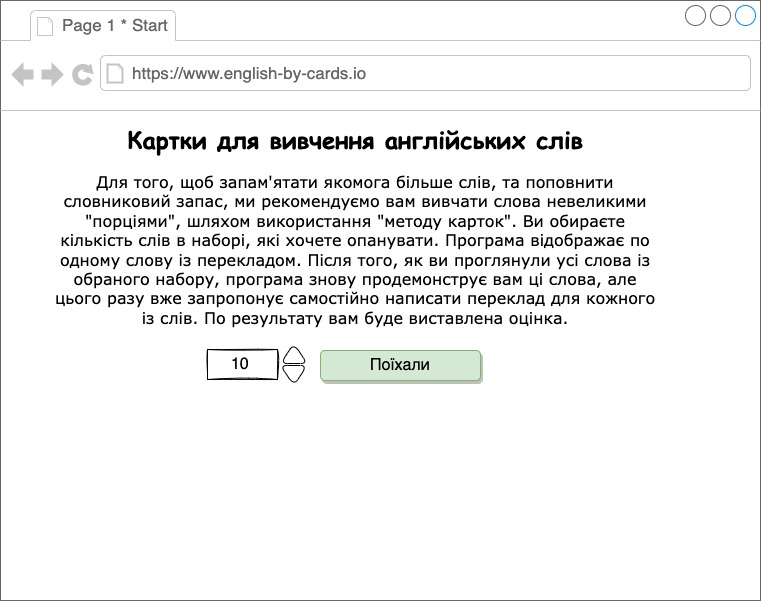 Page 1 * Start
https://www.english-by-cards.io
Картки для вивчення англійських слів
Для того, щоб запам'ятати якомога більше слів, та поповнити
словниковий запас, ми рекомендуємо вам вивчати слова невеликими
"порціями", шляхом використання "методу карток". Ви обираєте
кількість слів в наборі, які хочете опанувати. Програма відображає по
одному слову із перекладом. Після того, як ви проглянули усі слова із
обраного набору, програма знову продемонструє вам ці слова, але
цього разу вже запропонує самостійно написати переклад для кожного
із слів. По результату вам буде виставлена оцінка.
10 Поїхали